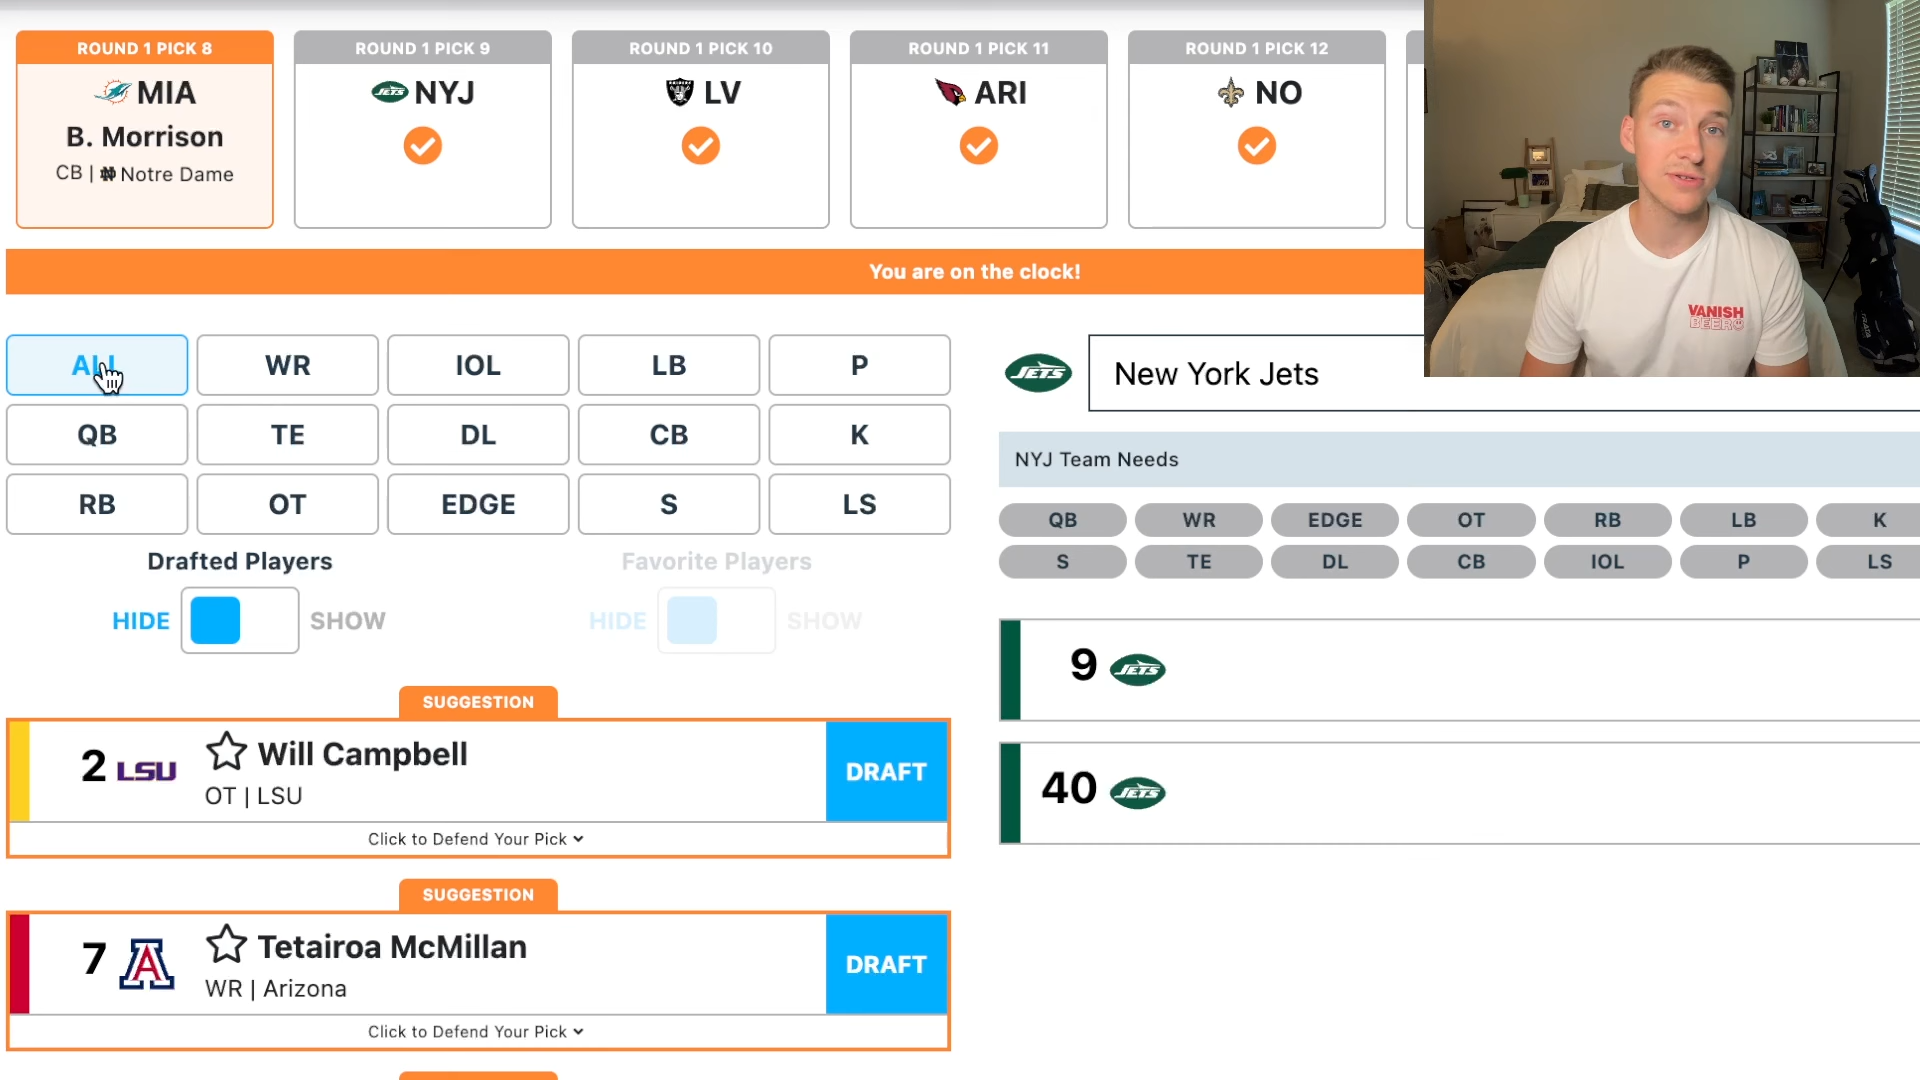 ROUND 1 PICK 8
MIA
B. Morrison
CB | Notre Dame
ROUND 1 PICK 9
JETS NYJ
ROUND 1 PICK 10
LV
ROUND 1 PICK 11
ARI
ROUND 1 PICK 12
NO
You are on the clock!
ALL
WR
IOL
LB
P
QB
TE
DL
CB
K
RB
OT
EDGE
S
LS
Drafted Players
HIDE
SHOW
Favorite Players
HIDE
SHOW
SUGGESTION
2 LSU Will Campbell
OT | LSU
DRAFT
Click to Defend Your Pick
SUGGESTION
7 A Tetairoa McMillan
WR | Arizona
DRAFT
Click to Defend Your Pick
JETS New York Jets
NYJ Team Needs
QB
WR
EDGE
OT
RB
LB
K
S
TE
DL
CB
IOL
P
LS
9 JETS
40 JETS
VANISH
BEER